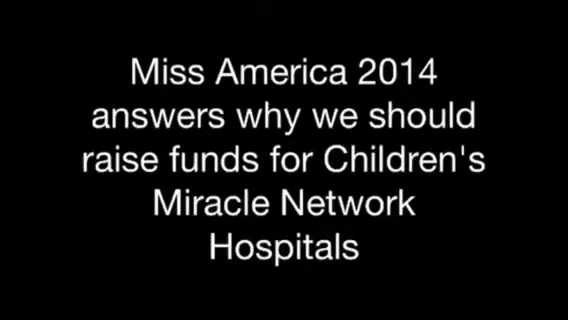 Miss America 2014
answers why we should
raise funds for Children's
Miracle Network
Hospitals